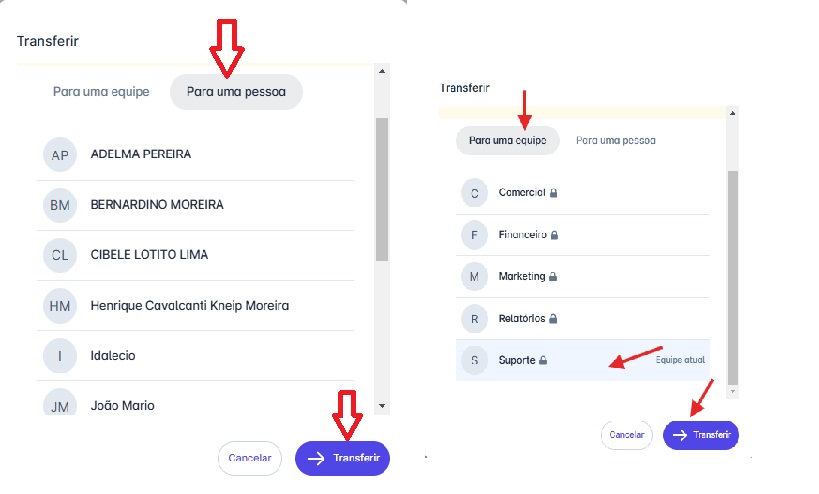 Transferir
Para uma equipe Para uma pessoa
AP ADELMA PEREIRA
BM BERNARDINO MOREIRA
CL CIBELE LOTITO LIMA
HM Henrique Cavalcanti Kneip Moreira
I Idalecio
JM João Mario
Cancelar Transferir
Transferir
Para uma equipe Para uma pessoa
C Comercial
F Financeiro
M Marketing
R Relatórios
S Suporte Equipe atual
Cancelar Transferir